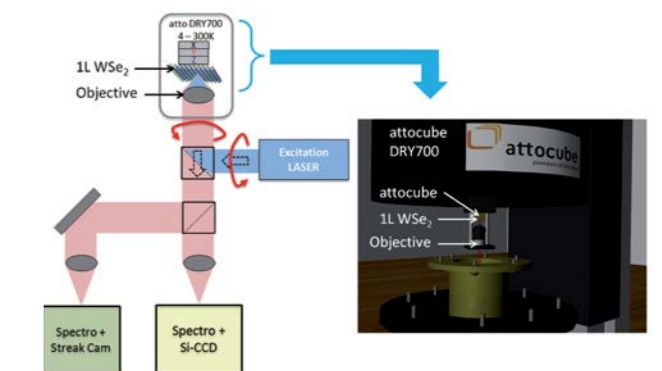 atto DRY700
4 – 300K
X
Z
1L WSe₂
Objective
Excitation
LASER
Spectro +
Streak Cam
Spectro +
Si-CCD
attocube
DRY700
attocube
attocube
1L WSe₂
Objective